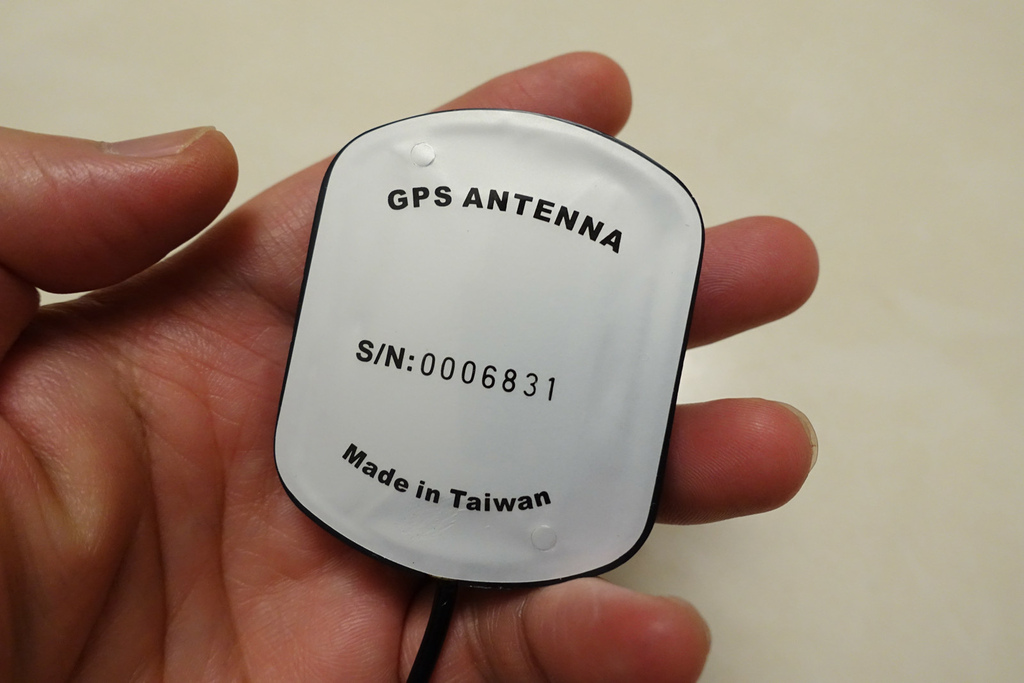 GPS ANTENNA
S/N: 0006831
Made in Taiwan